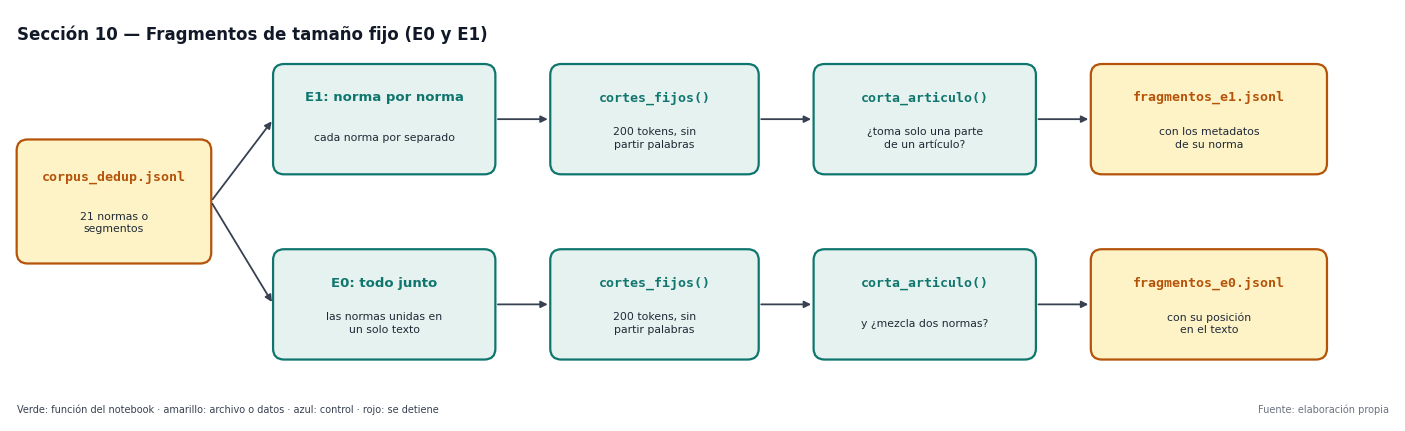 Sección 10 — Fragmentos de tamaño fijo (E0 y E1)
corpus_dedup.jsonl
21 normas o
segmentos
E1: norma por norma
cada norma por separado
cortes_fijos()
200 tokens, sin
partir palabras
corta_articulo()
¿toma solo una parte
de un artículo?
fragmentos_e1.jsonl
con los metadatos
de su norma
E0: todo junto
las normas unidas en
un solo texto
cortes_fijos()
200 tokens, sin
partir palabras
corta_articulo()
y ¿mezcla dos normas?
fragmentos_e0.jsonl
con su posición
en el texto
Verde: función del notebook · amarillo: archivo o datos · azul: control · rojo: se detiene
Fuente: elaboración propia